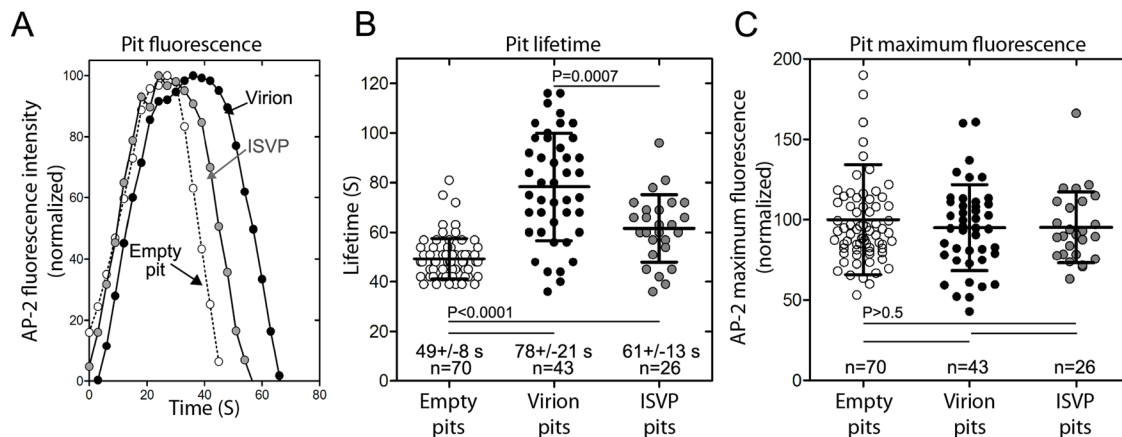 A
Pit fluorescence
AP-2 fluorescence intensity
(normalized)
100
80
60
40
20
0
0
20
40
60
80
Time (S)
Virion
ISVP
Empty
pit
B
Pit lifetime
Lifetime (S)
120
100
80
60
40
20
0
P=0.0007
P<0.0001
49+/-8 s
78+/-21 s
61+/-13 s
n=70
n=43
n=26
Empty
pits
Virion
pits
ISVP
pits
C
Pit maximum fluorescence
AP-2 maximum fluorescence
(normalized)
200
150
100
50
0
P>0.5
n=70
n=43
n=26
Empty
pits
Virion
pits
ISVP
pits